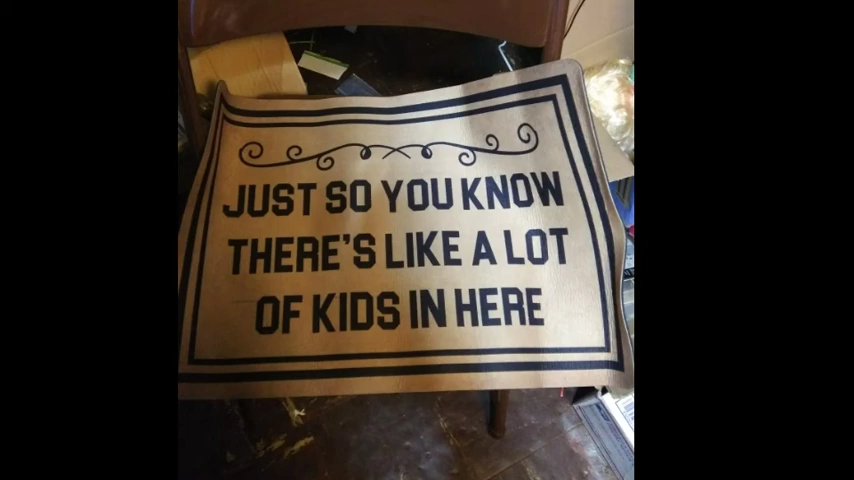 JUST SO YOU KNOW
THERE'S LIKE A LOT
OF KIDS IN HERE